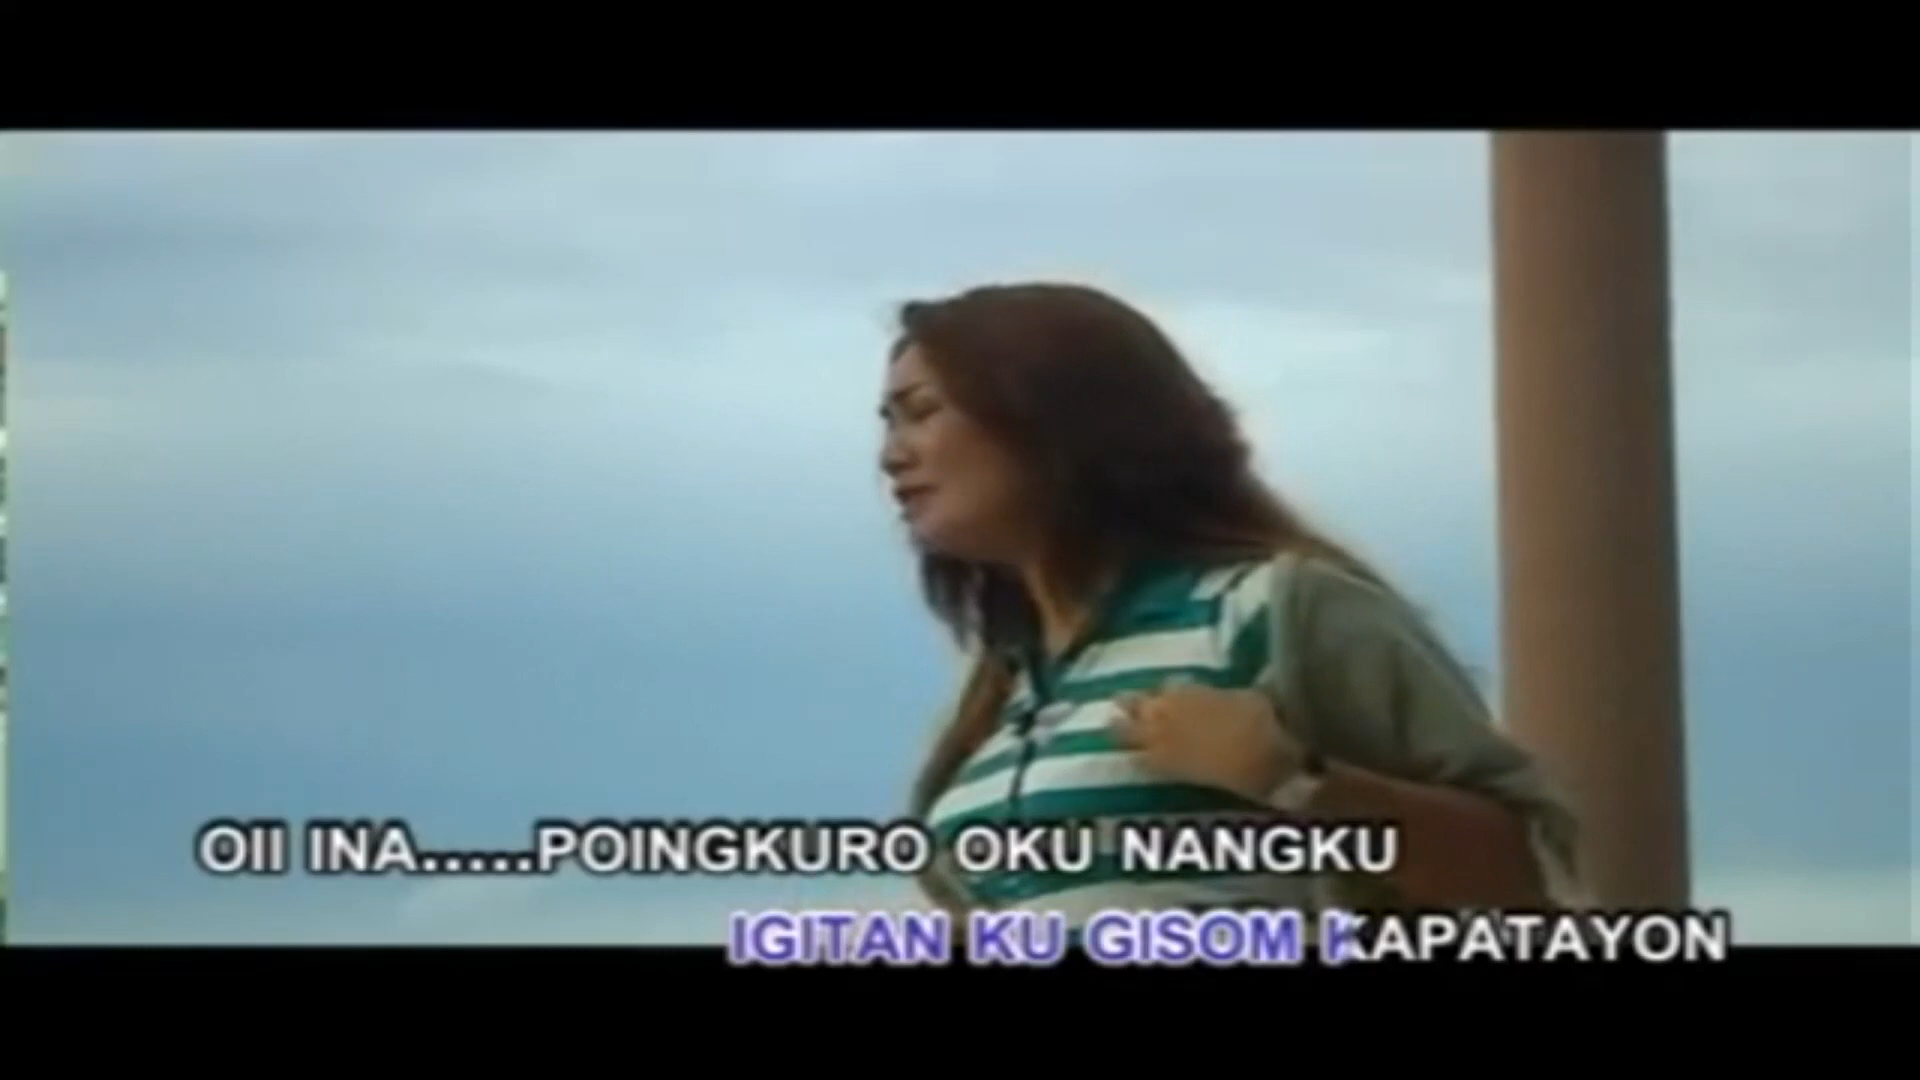 OII INA.....POINGKURO OKU NANGKU
IGITAN KU GISOM KAPATAYON